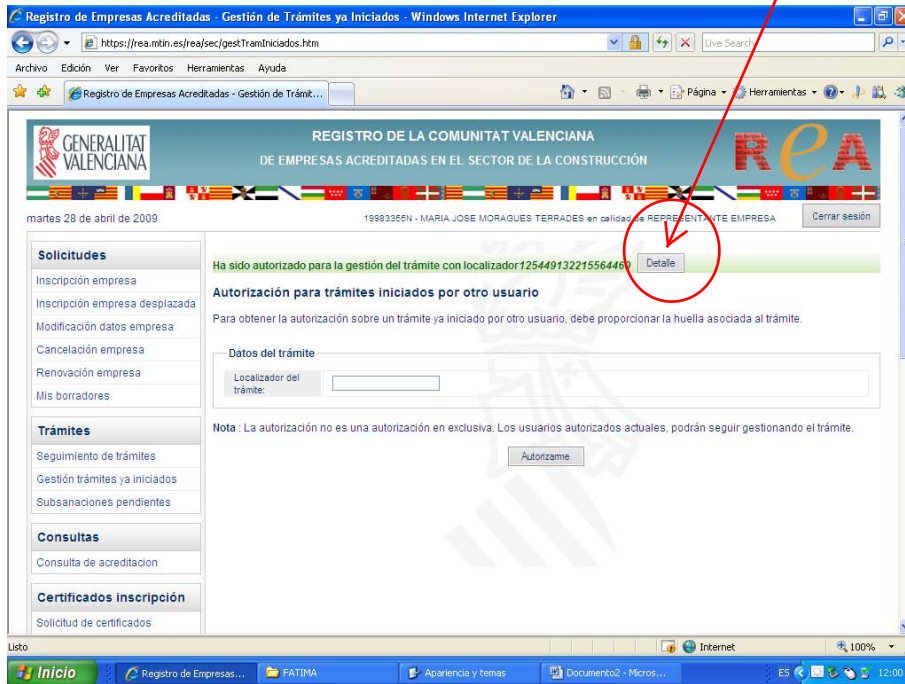 Registro de Empresas Acreditadas - Gestión de Trámites ya Iniciados - Windows Internet Explorer
https://rea.mtin.es/rea/sec/gestTramIniciados.htm
Live Search
Archivo Edición Ver Favoritos Herramientas Ayuda
Registro de Empresas Acreditadas - Gestión de Trámit...
Página Herramientas
GENERALITAT VALENCIANA
REGISTRO DE LA COMUNITAT VALENCIANA
DE EMPRESAS ACREDITADAS EN EL SECTOR DE LA CONSTRUCCIÓN
ReA
martes 28 de abril de 2009
19983355N - MARIA JOSE MORAGUES TERRADES en calidad de REPRESENTANTE EMPRESA
Cerrar sesión
Solicitudes
Inscripción empresa
Inscripción empresa desplazada
Modificación datos empresa
Cancelación empresa
Renovación empresa
Mis borradores
Trámites
Seguimiento de trámites
Gestión trámites ya iniciados
Subsanaciones pendientes
Consultas
Consulta de acreditacion
Certificados inscripción
Solicitud de certificados
Ha sido autorizado para la gestión del trámite con localizador125449132215564460
Detalle
Autorización para trámites iniciados por otro usuario
Para obtener la autorización sobre un trámite ya iniciado por otro usuario, debe proporcionar la huella asociada al trámite.
Datos del trámite
Localizador del
trámite:
Nota : La autorización no es una autorización en exclusiva. Los usuarios autorizados actuales, podrán seguir gestionando el trámite.
Autorizarme
Listo
Internet
100%
Inicio
Registro de Empresas...
FATIMA
Apariencia y temas
Documento2 - Micros...
ES
12:00